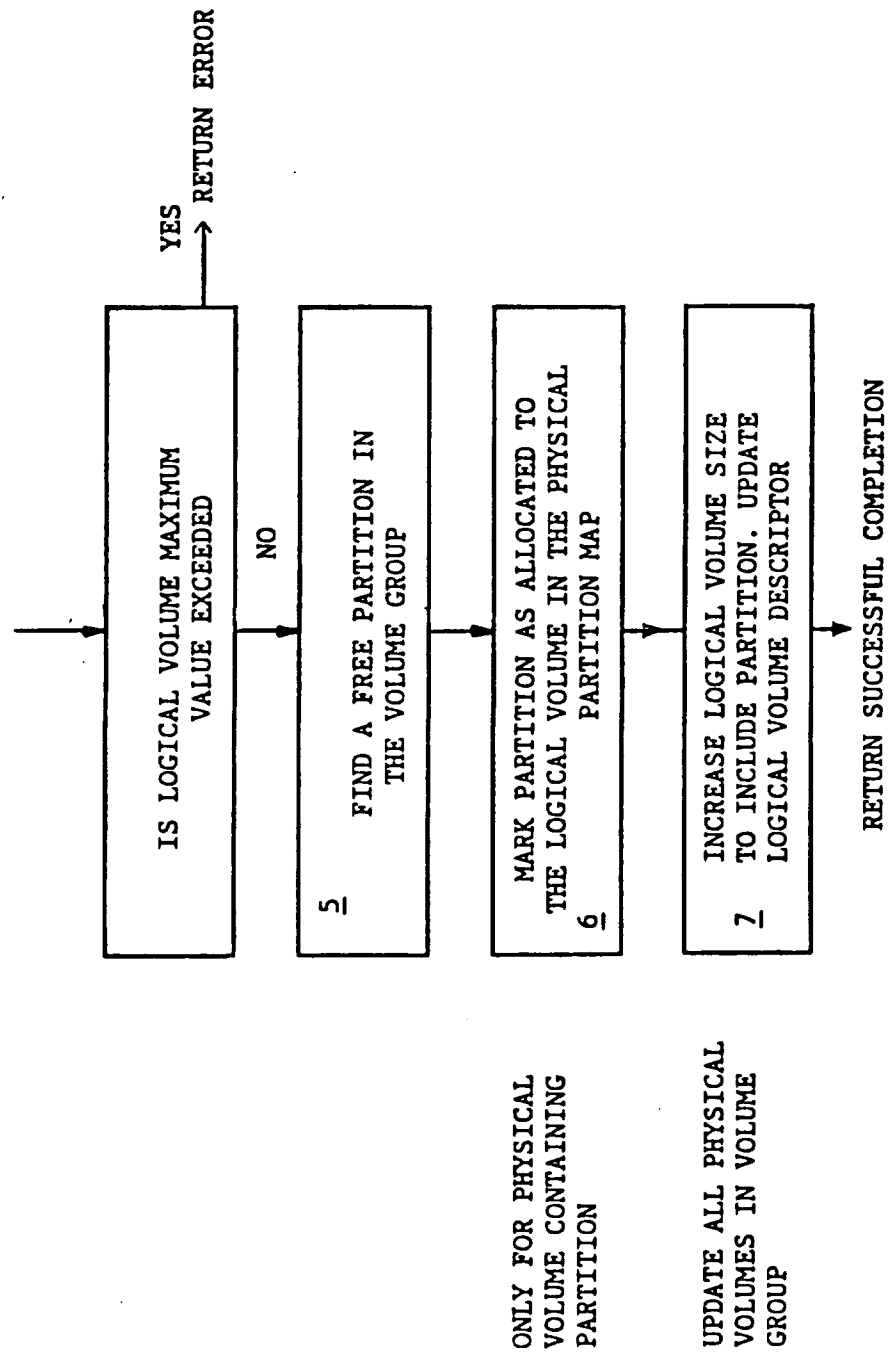 IS LOGICAL VOLUME MAXIMUM
VALUE EXCEEDED
YES
RETURN ERROR
NO
5
FIND A FREE PARTITION IN
THE VOLUME GROUP
ONLY FOR PHYSICAL
VOLUME CONTAINING
PARTITION
6
MARK PARTITION AS ALLOCATED TO
THE LOGICAL VOLUME IN THE PHYSICAL
PARTITION MAP
UPDATE ALL PHYSICAL
VOLUMES IN VOLUME
GROUP
7
INCREASE LOGICAL VOLUME SIZE
TO INCLUDE PARTITION. UPDATE
LOGICAL VOLUME DESCRIPTOR
RETURN SUCCESSFUL COMPLETION